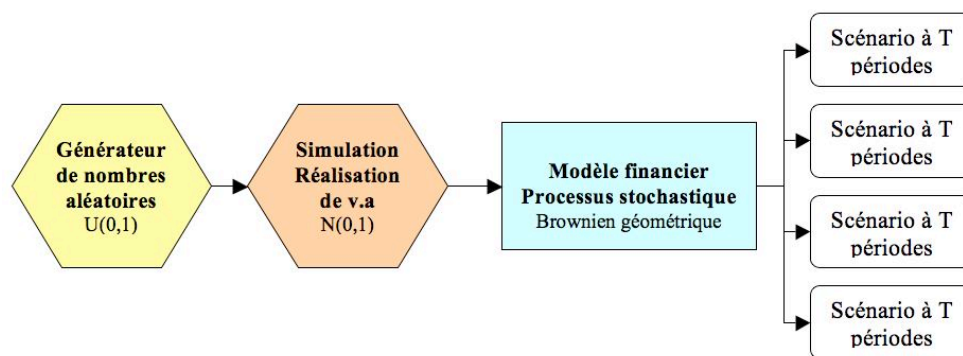 Générateur
de nombres
aléatoires
U(0,1)
Simulation
Réalisation
de v.a
N(0,1)
Modèle financier
Processus stochastique
Brownien géométrique
Scénario à T
périodes
Scénario à T
périodes
Scénario à T
périodes
Scénario à T
périodes